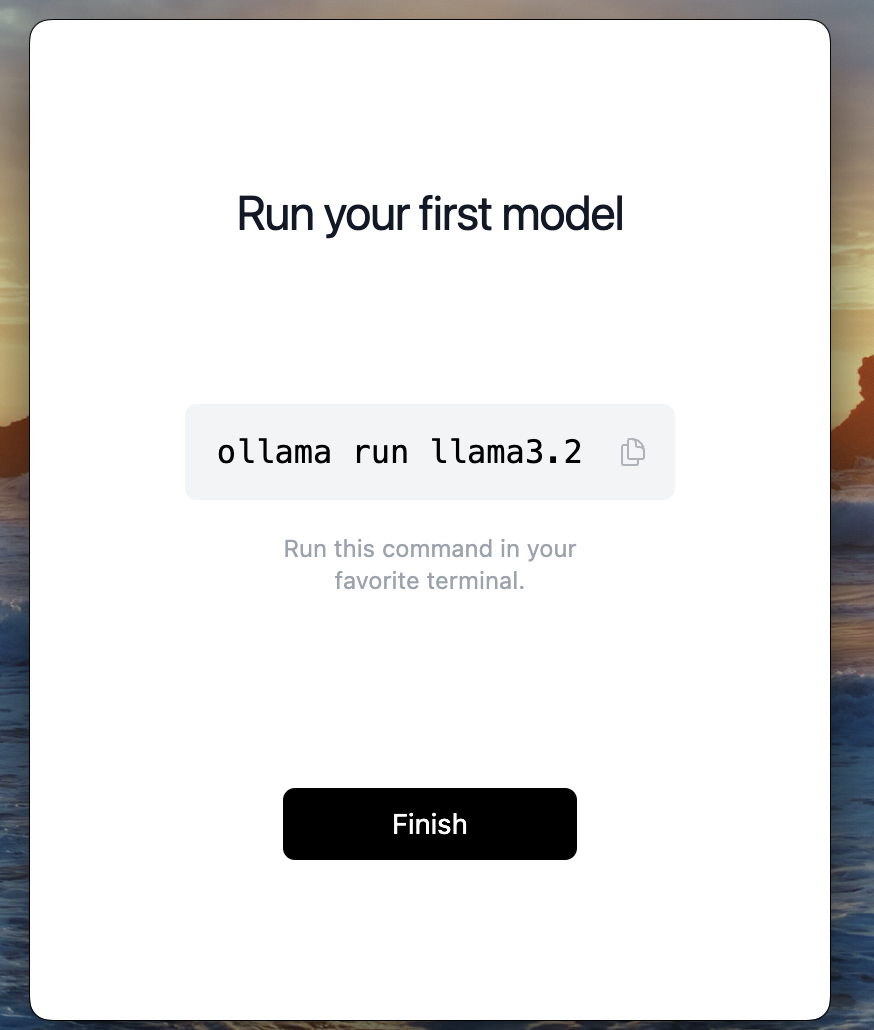 Run your first model
ollama run llama3.2
Run this command in your
favorite terminal.
Finish